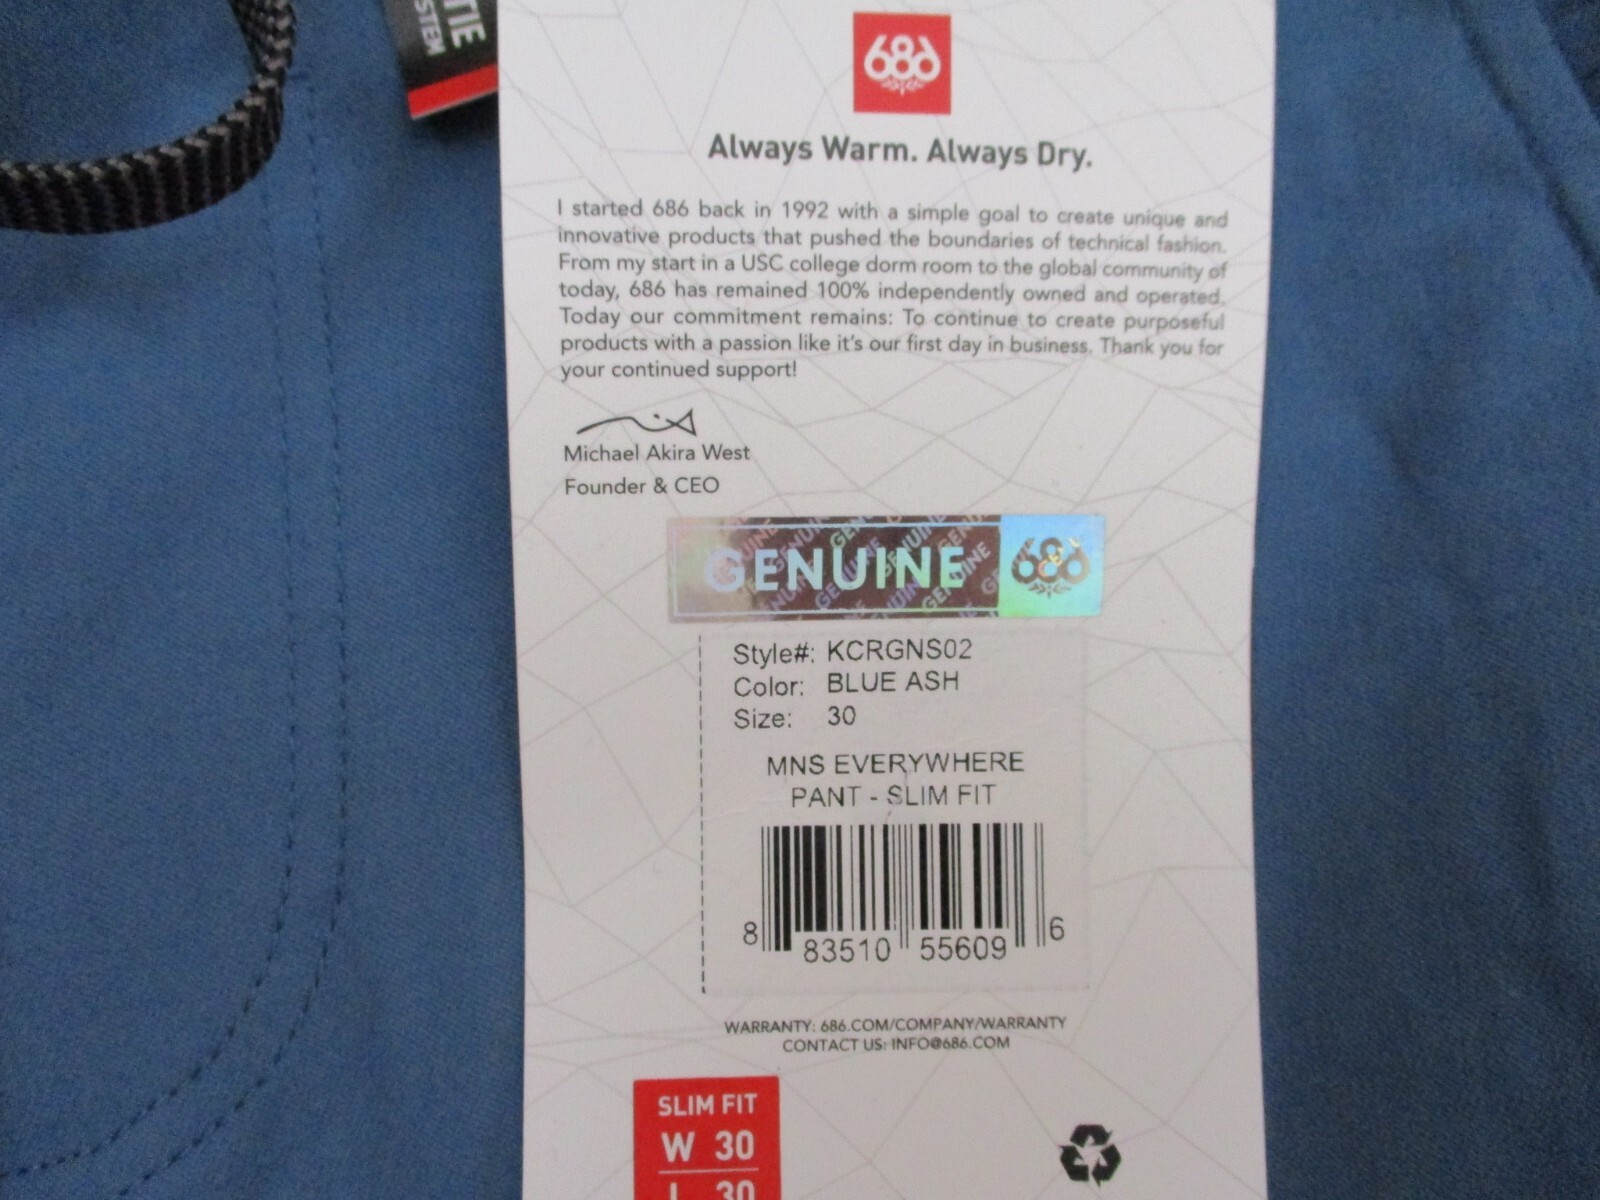 TIE
STEM
686
Always Warm. Always Dry.
I started 686 back in 1992 with a simple goal to create unique and
innovative products that pushed the boundaries of technical fashion.
From my start in a USC college dorm room to the global community of
today, 686 has remained 100% independently owned and operated.
Today our commitment remains: To continue to create purposeful
products with a passion like it's our first day in business. Thank you for
your continued support!
Michael Akira West
Founder & CEO
GENUINE 686
Style#: KCRGNS02
Color: BLUE ASH
Size: 30
MNS EVERYWHERE
PANT - SLIM FIT
8 83510 55609 6
WARRANTY: 686.COM/COMPANY/WARRANTY
CONTACT US: INFO@686.COM
SLIM FIT
W 30
L 30